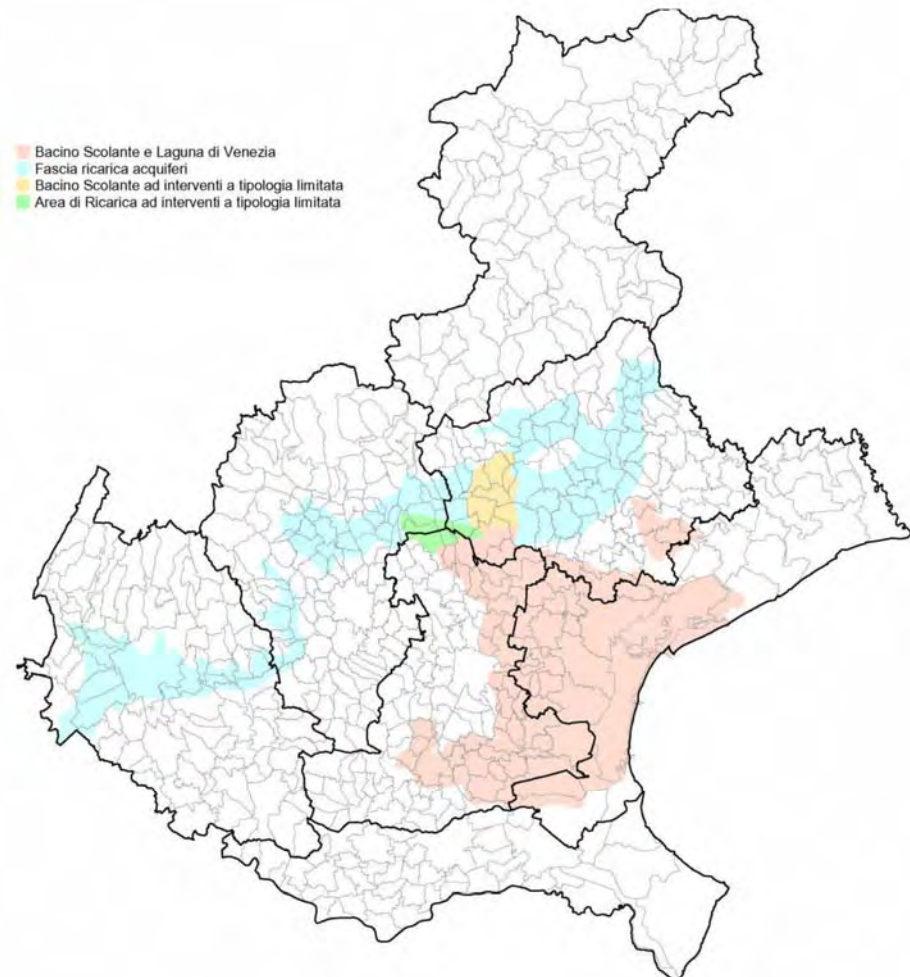 Bacino Scolante e Laguna di Venezia
Fascia ricarica acquiferi
Bacino Scolante ad interventi a tipologia limitata
Area di Ricarica ad interventi a tipologia limitata